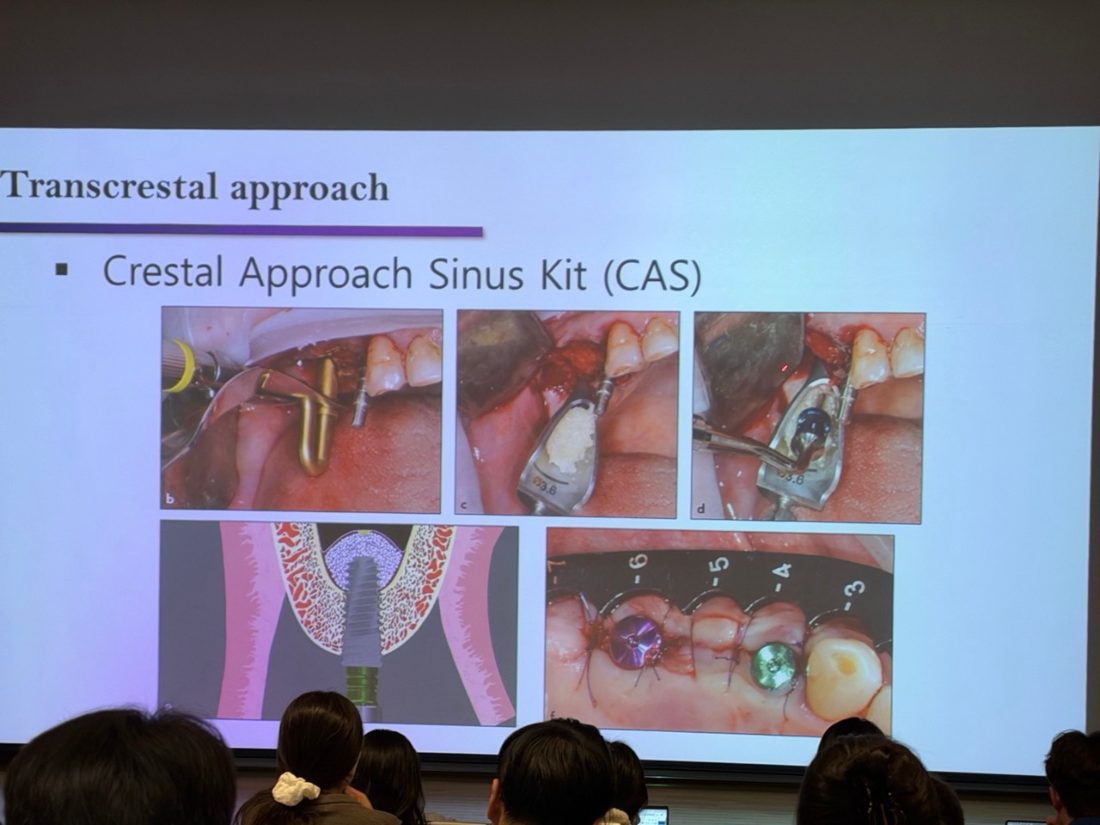 Transcrestal approach
▪ Crestal Approach Sinus Kit (CAS)
b
c
d
-6 -5 -4 -3